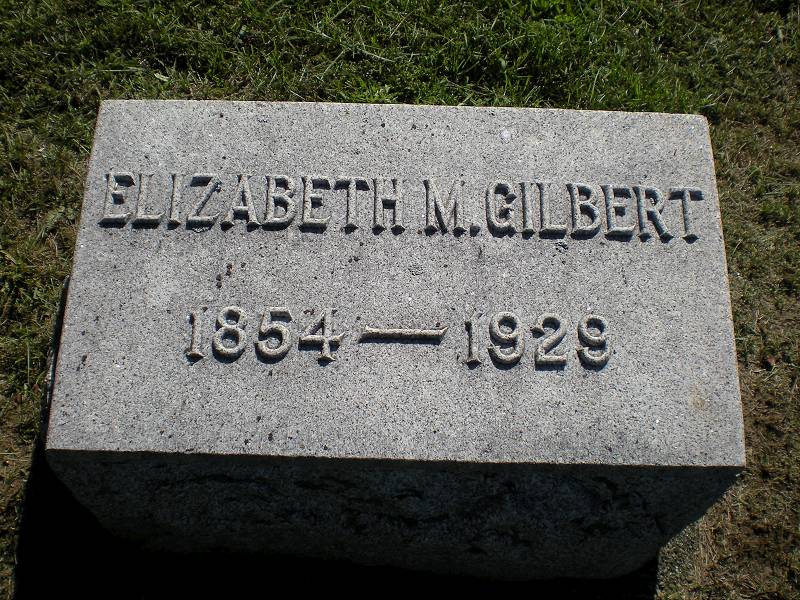 ELIZABETH M. GILBERT
1854 — 1929